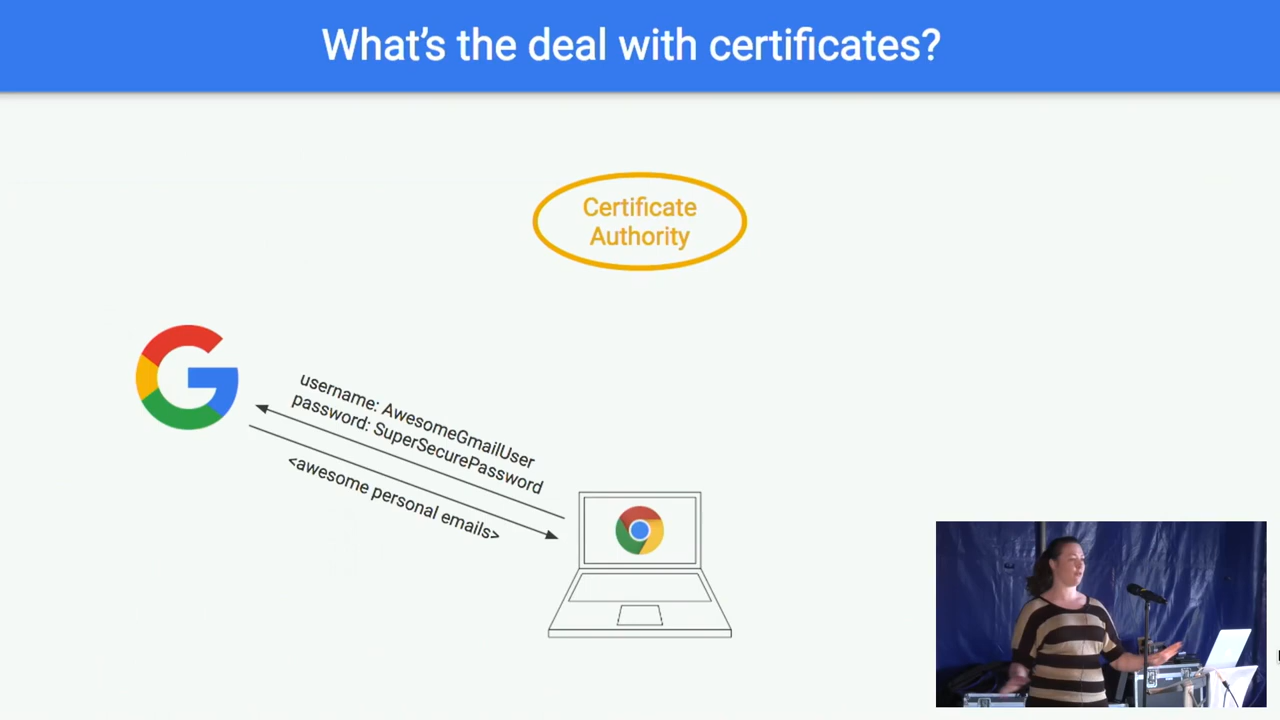 What's the deal with certificates?
Certificate
Authority
username: AwesomeGmailUser
password: SuperSecurePassword
<awesome personal emails>